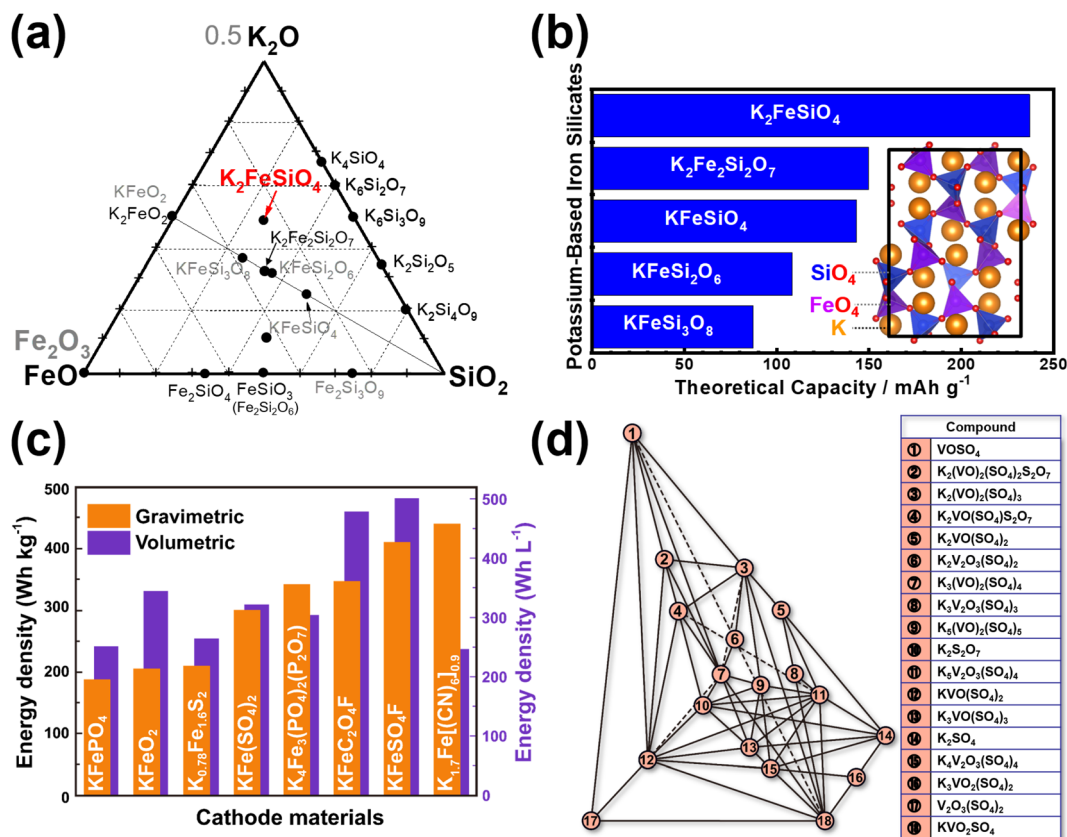 (a)
0.5 K₂O
K₄SiO₄
K₂FeSiO₄
K₆Si₂O₇
KFeO₂
K₂FeO₂
K₆Si₃O₉
K₂Fe₂Si₂O₇
KFeSi₃O₈
KFeSi₂O₆
K₂Si₂O₅
K₂Si₄O₉
KFeSiO₄
Fe₂O₃
FeO
SiO₂
Fe₂SiO₄
FeSiO₃
(Fe₂Si₂O₆)
Fe₂Si₃O₉
(b)
Potassium-Based Iron Silicates
K₂FeSiO₄
K₂Fe₂Si₂O₇
KFeSiO₄
KFeSi₂O₆
KFeSi₃O₈
SiO₄
FeO₄
K
0 50 100 150 200 250
Theoretical Capacity / mAh g⁻¹
(c)
Energy density (Wh kg⁻¹)
500
400
300
200
100
0
Gravimetric
Volumetric
KFePO₄
KFeO₂
K₀.₇₈Fe₁.₆S₂
KFe(SO₄)₂
K₄Fe₃(PO₄)₂(P₂O₇)
KFeC₂O₄F
KFeSO₄F
K₁.₇Fe[(CN)₆]₀.₉
500
400
300
200
100
0
Energy density (Wh L⁻¹)
Cathode materials
(d)
1
2
3
4
5
6
7
8
9
10
11
12
13
14
15
16
17
18
Compound
① VOSO₄
② K₂(VO)₂(SO₄)₂S₂O₇
③ K₂(VO)₂(SO₄)₃
④ K₂VO(SO₄)S₂O₇
⑤ K₂VO(SO₄)₂
⑥ K₂V₂O₃(SO₄)₂
⑦ K₃(VO)₂(SO₄)₄
⑧ K₃V₂O₃(SO₄)₃
⑨ K₅(VO)₂(SO₄)₅
⑩ K₂S₂O₇
⑪ K₅V₂O₃(SO₄)₄
⑫ KVO(SO₄)₂
⑬ K₃VO(SO₄)₃
⑭ K₂SO₄
⑮ K₄V₂O₃(SO₄)₄
⑯ K₃VO₂(SO₄)₂
⑰ V₂O₃(SO₄)₂
⑱ KVO₂SO₄